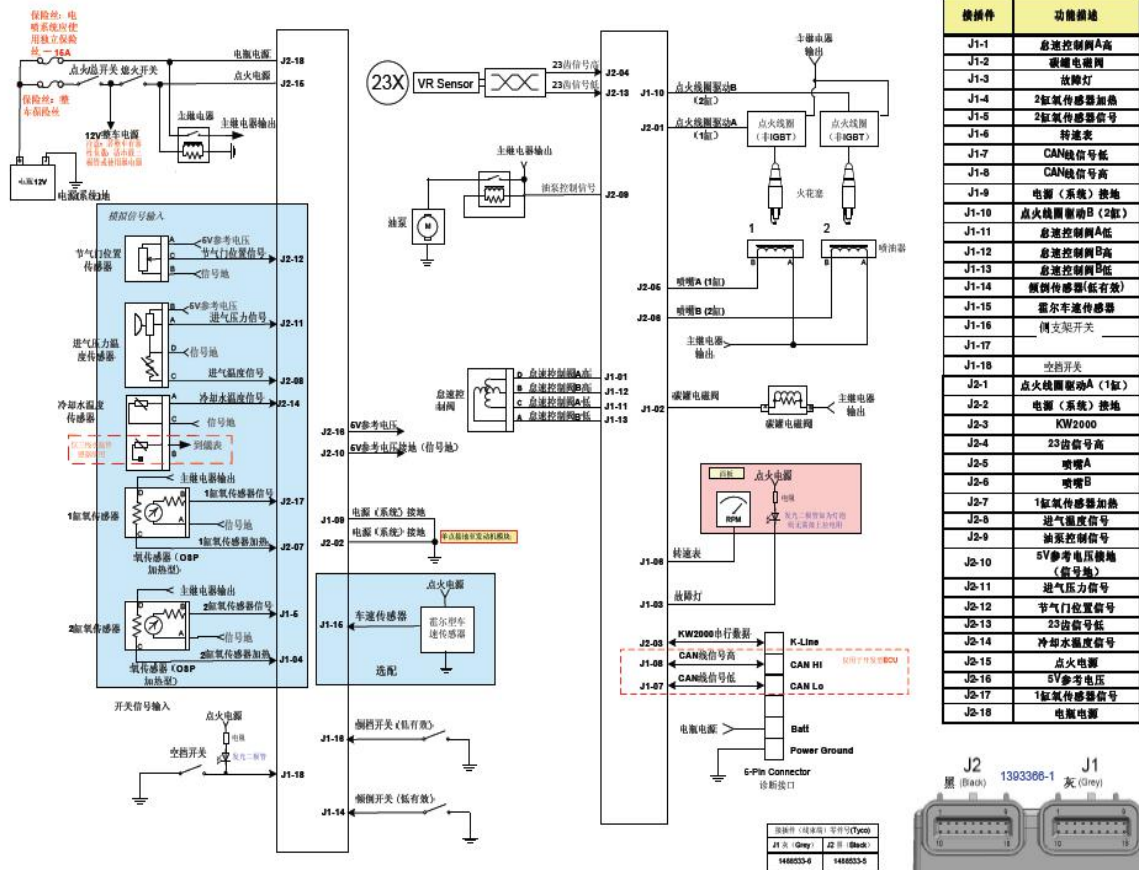 保险丝:电
喷系统应使
用独立保险
丝 - 15A
电瓶电源
J2-18
点火总开关 熄火开关
点火电源
J2-15
保险丝:整
车保险丝
12V整车电源
主继电器
主继电器输出
电瓶12V
电源(系统)地
模拟信号输入
节气门位置
传感器
A
5V参考电压
C
节气门位置信号
J2-12
B
信号地
进气压力温
度传感器
B
5V参考电压
A
进气压力信号
J2-11
D
信号地
C
进气温度信号
J2-08
冷却水温度
传感器
A
冷却水温度信号
J2-14
C
信号地
到仪表
B
J2-16
5V参考电压
J2-10
5V参考电压接地(信号地)
主继电器输出
1缸氧传感器
D
B
1缸氧传感器信号
J2-17
A
信号地
C
1缸氧传感器加热
J2-07
氧传感器(OSP
加热型)
J1-09
电源(系统)接地
J2-02
电源(系统)接地
单点接地至发动机模块
主继电器输出
2缸氧传感器
D
B
2缸氧传感器信号
J1-5
A
信号地
C
2缸氧传感器加热
J1-04
氧传感器(OSP
加热型)
点火电源
J1-15
车速传感器
霍尔型车
速传感器
选配
开关信号输入
点火电源
电阻
发光二极管
空挡开关
J1-18
J1-16
侧挡开关(低有效)
J1-14
倾倒开关(低有效)
23X
VR Sensor
23齿信号高
J2-04
23齿信号低
J2-13
主继电器输出
油泵控制信号
J2-09
油泵
M
怠速控
制阀
D 怠速控制阀A高
J1-01
B 怠速控制阀B高
J1-12
C 怠速控制阀A低
J1-11
A 怠速控制阀B低
J1-13
主继电器
输出
J1-10
点火线圈驱动B
(2缸)
J2-01
点火线圈驱动A
(1缸)
点火线圈
(非IGBT)
点火线圈
(非IGBT)
火花塞
1
2
喷油器
B
A
B
A
J2-05
喷嘴A (1缸)
J2-06
喷嘴B (2缸)
主继电器
输出
J1-02
碳罐电磁阀
碳罐电磁阀
主继电器
输出
点火电源
电阻
RPM
J1-06
转速表
J1-03
故障灯
J2-03
KW2000串行数据
K-Line
J1-08
CAN线信号高
CAN Hi
J1-07
CAN线信号低
CAN Lo
电瓶电源
Batt
Power Ground
6-Pin Connector
诊断接口
接插件(线束端)零件号(Tyco)
J1 灰 (Grey)
J2 黑 (Black)
1488533-6
1488533-5
接插件 功能描述
J1-1 怠速控制阀A高
J1-2 碳罐电磁阀
J1-3 故障灯
J1-4 2缸氧传感器加热
J1-5 2缸氧传感器信号
J1-6 转速表
J1-7 CAN线信号低
J1-8 CAN线信号高
J1-9 电源(系统)接地
J1-10 点火线圈驱动B(2缸)
J1-11 怠速控制阀A低
J1-12 怠速控制阀B高
J1-13 怠速控制阀B低
J1-14 倾倒传感器(低有效)
J1-15 霍尔车速传感器
J1-16 侧支架开关
J1-17
J1-18 空挡开关
J2-1 点火线圈驱动A(1缸)
J2-2 电源(系统)接地
J2-3 KW2000
J2-4 23齿信号高
J2-5 喷嘴A
J2-6 喷嘴B
J2-7 1缸氧传感器加热
J2-8 进气温度信号
J2-9 油泵控制信号
J2-10 5V参考电压接地
(信号地)
J2-11 进气压力信号
J2-12 节气门位置信号
J2-13 23齿信号低
J2-14 冷却水温度信号
J2-15 点火电源
J2-16 5V参考电压
J2-17 1缸氧传感器信号
J2-18 电瓶电源
J2
黑 (Black)
1393366-1
J1
灰 (Grey)
1
9
10
18
1
9
10
18